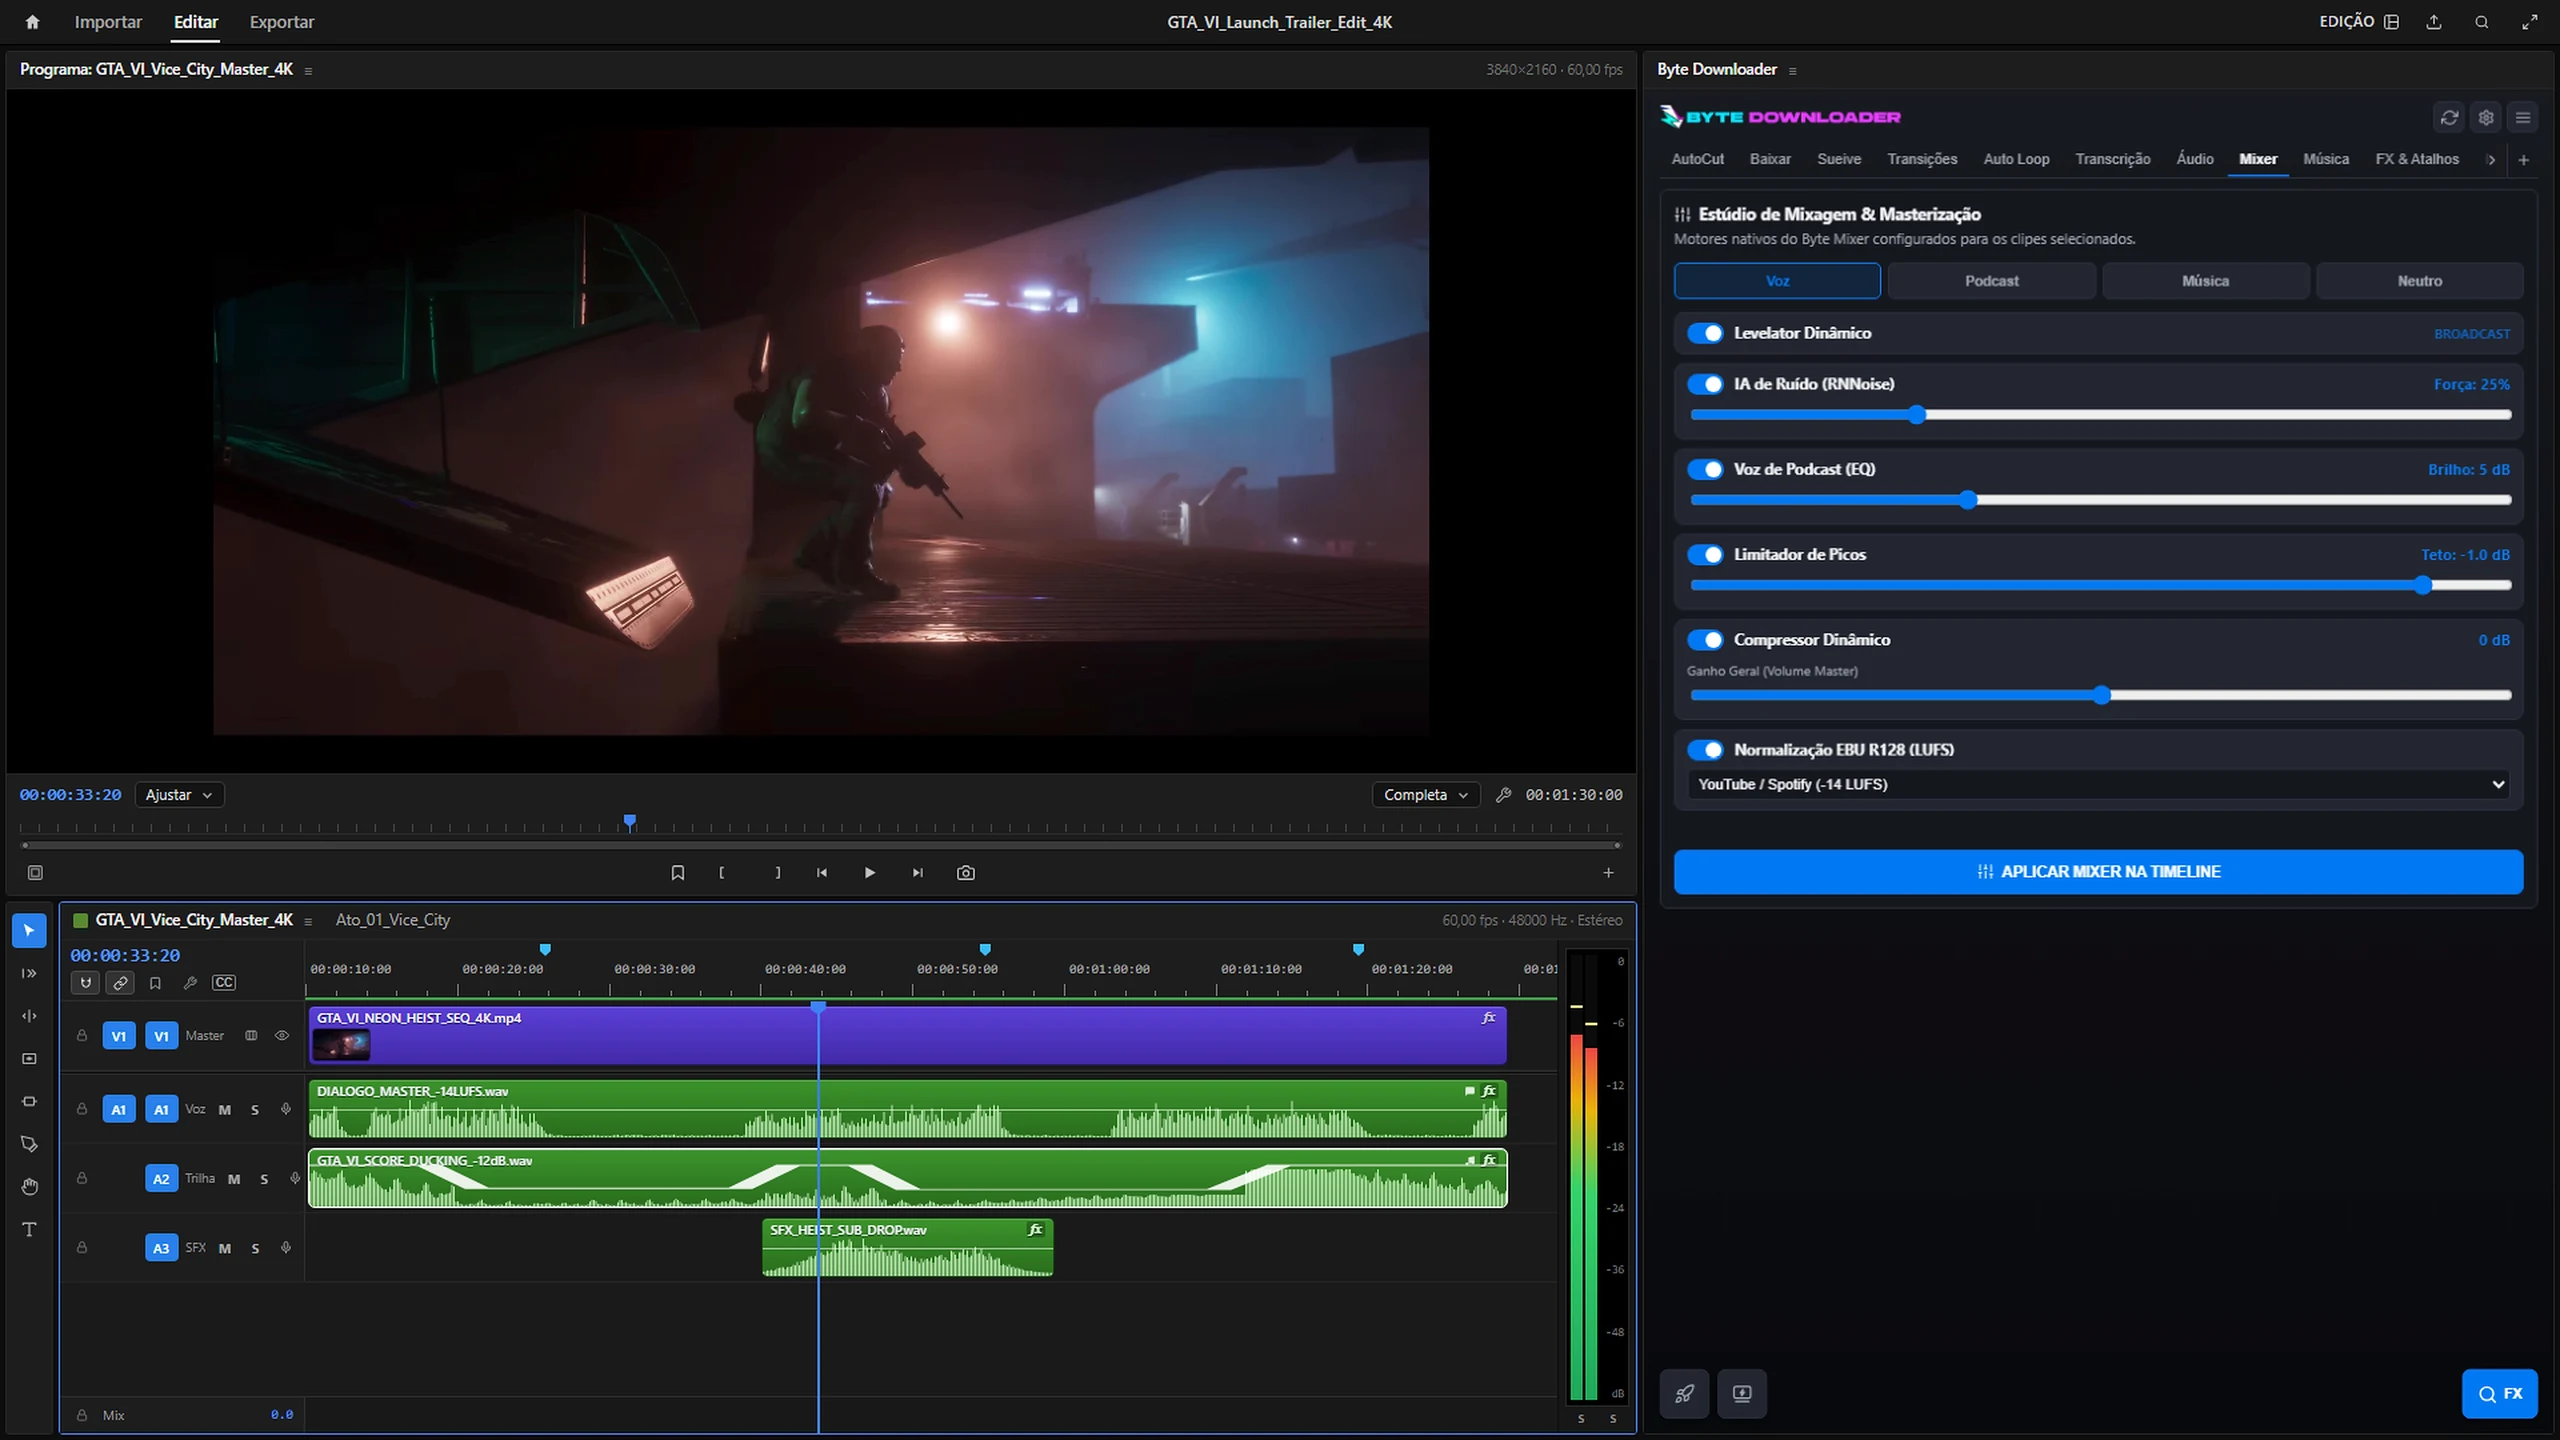 Importar
Editar
Exportar
GTA_VI_Launch_Trailer_Edit_4K
EDIÇÃO
Programa: GTA_VI_Vice_City_Master_4K
3840×2160 · 60,00 fps
Byte Downloader
BYTE DOWNLOADER
AutoCut
Baixar
Sueive
Transições
Auto Loop
Transcrição
Áudio
Mixer
Música
FX & Atalhos
Estúdio de Mixagem & Masterização
Motores nativos do Byte Mixer configurados para os clipes selecionados.
Voz
Podcast
Música
Neutro
Levelator Dinâmico
BROADCAST
IA de Ruído (RNNoise)
Força: 25%
Voz de Podcast (EQ)
Brilho: 5 dB
Limitador de Picos
Teto: -1.0 dB
Compressor Dinâmico
0 dB
Ganho Geral (Volume Master)
Normalização EBU R128 (LUFS)
YouTube / Spotify (-14 LUFS)
APLICAR MIXER NA TIMELINE
FX
00:00:33:20
Ajustar
Completa
00:01:30:00
GTA_VI_Vice_City_Master_4K
Ato_01_Vice_City
60,00 fps · 48000 Hz · Estéreo
00:00:33:20
CC
00:00:10:00
00:00:20:00
00:00:30:00
00:00:40:00
00:00:50:00
00:01:00:00
00:01:10:00
00:01:20:00
00:01
V1
V1
Master
GTA_VI_NEON_HEIST_SEQ_4K.mp4
fx
A1
A1
Voz
M
S
DIALOGO_MASTER_-14LUFS.wav
fx
A2
Trilha
M
S
GTA_VI_SCORE_DUCKING_-12dB.wav
fx
A3
SFX
M
S
SFX_HEIST_SUB_DROP.wav
fx
Mix
0.0
0
-6
-12
-18
-24
-36
-48
dB
S
S